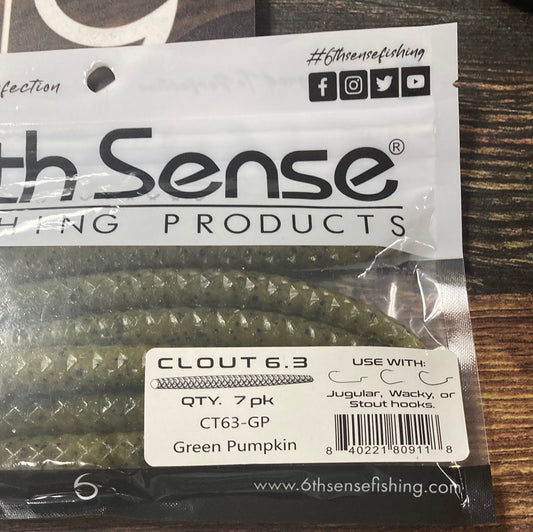 #6thsensefishing
fection
th Sense®
HING PRODUCTS
CLOUT 6.3
QTY. 7 pk
CT63-GP
Green Pumpkin
USE WITH:
Jugular, Wacky, or
Stout hooks.
8 40221 80911 8
6
www.6thsensefishing.com